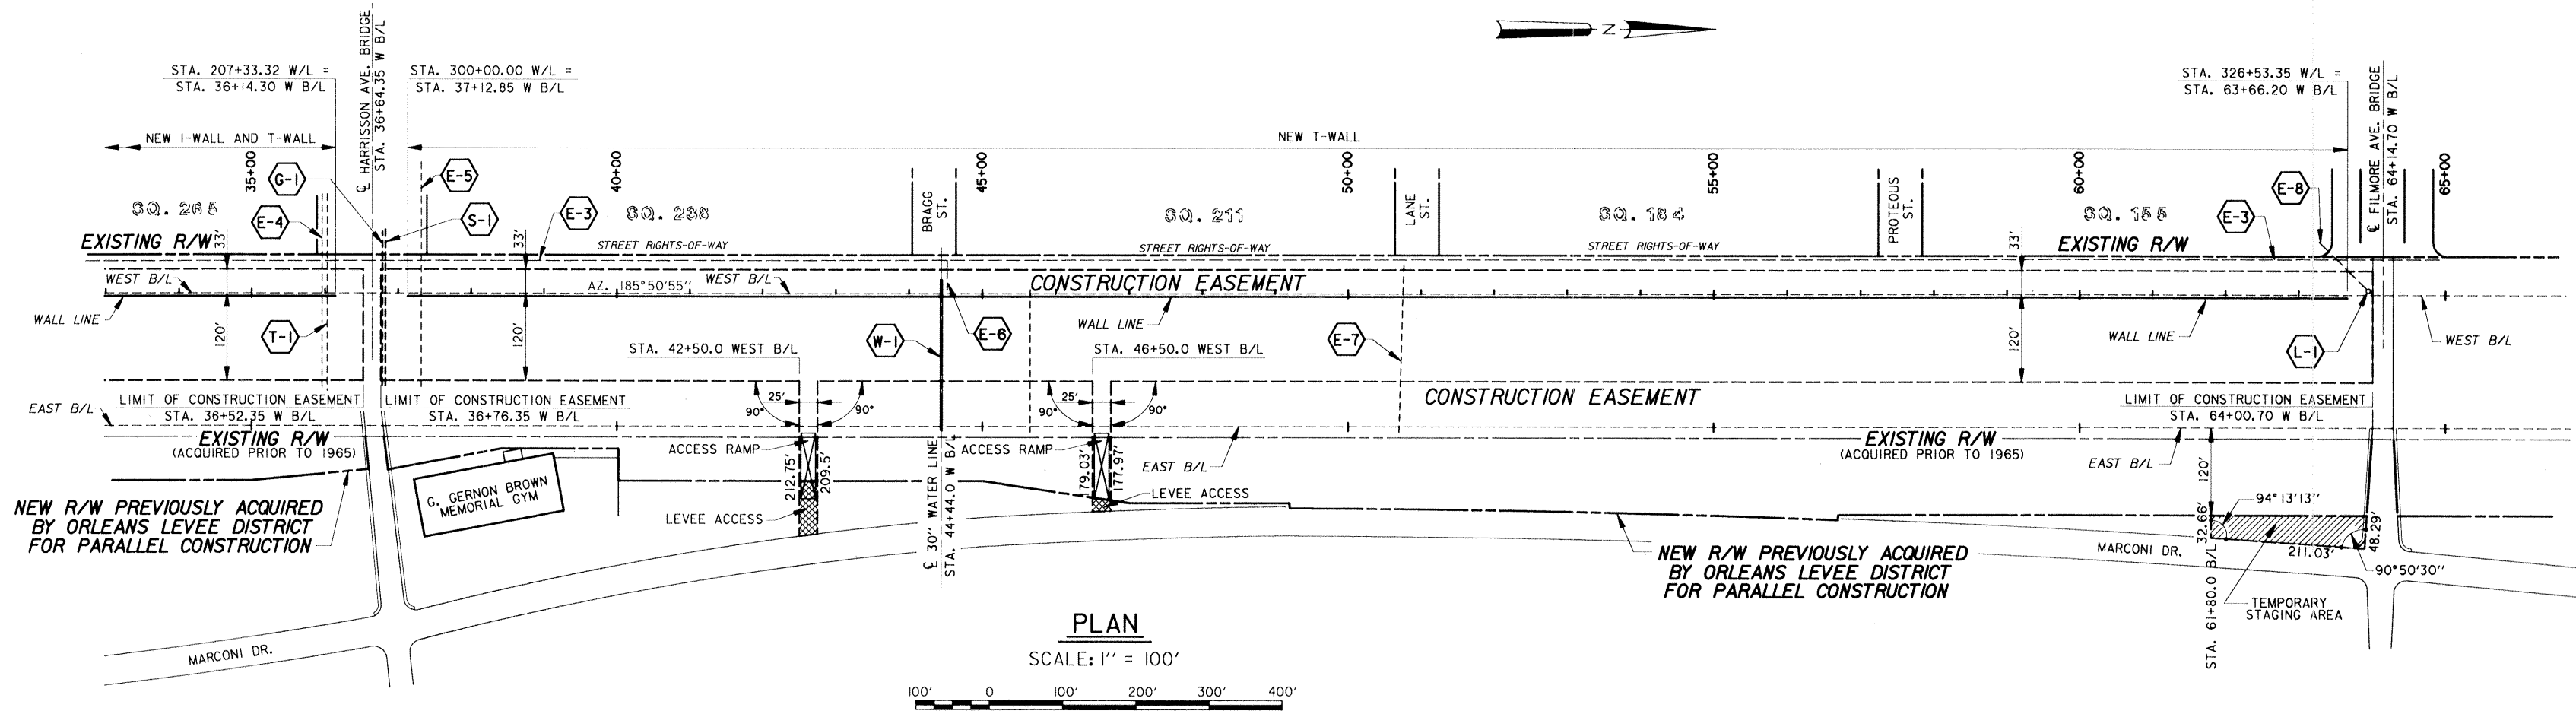 N
STA. 207+33.32 W/L =
STA. 36+14.30 W B/L
℄ HARRISSON AVE. BRIDGE
STA. 36+64.35 W B/L
STA. 300+00.00 W/L =
STA. 37+12.85 W B/L
STA. 326+53.35 W/L =
STA. 63+66.20 W B/L
℄ FILMORE AVE. BRIDGE
STA. 64+14.70 W B/L
NEW I-WALL AND T-WALL
NEW T-WALL
35+00
40+00
45+00
50+00
55+00
60+00
65+00
G-1
E-5
E-4
S-1
E-3
E-8
E-3
SQ. 265
SQ. 238
BRAGG
ST.
SQ. 211
LANE
ST.
SQ. 184
PROTEOUS
ST.
SQ. 155
EXISTING R/W
33'
33'
STREET RIGHTS-OF-WAY
STREET RIGHTS-OF-WAY
STREET RIGHTS-OF-WAY
EXISTING R/W
33'
WEST B/L
AZ. 185°50'55"
WEST B/L
CONSTRUCTION EASEMENT
WALL LINE
120'
T-1
120'
W-1
E-6
WALL LINE
E-7
120'
WALL LINE
L-1
WEST B/L
STA. 42+50.0 WEST B/L
STA. 46+50.0 WEST B/L
EAST B/L
LIMIT OF CONSTRUCTION EASEMENT
STA. 36+52.35 W B/L
LIMIT OF CONSTRUCTION EASEMENT
STA. 36+76.35 W B/L
25'
90°
90°
25'
90°
90°
CONSTRUCTION EASEMENT
LIMIT OF CONSTRUCTION EASEMENT
STA. 64+00.70 W B/L
EXISTING R/W
(ACQUIRED PRIOR TO 1965)
ACCESS RAMP
ACCESS RAMP
EAST B/L
EXISTING R/W
(ACQUIRED PRIOR TO 1965)
EAST B/L
120'
G. GERNON BROWN
MEMORIAL GYM
212.75'
209.5'
179.03'
177.97'
LEVEE ACCESS
LEVEE ACCESS
℄ 30" WATER LINE
STA. 44+44.0 W B/L
NEW R/W PREVIOUSLY ACQUIRED
BY ORLEANS LEVEE DISTRICT
FOR PARALLEL CONSTRUCTION
NEW R/W PREVIOUSLY ACQUIRED
BY ORLEANS LEVEE DISTRICT
FOR PARALLEL CONSTRUCTION
MARCONI DR.
94°13'13"
32.66'
211.03'
48.29'
90°50'30"
STA. 61+80.0 B/L
TEMPORARY
STAGING AREA
MARCONI DR.
PLAN
SCALE: 1" = 100'
100'
0
100'
200'
300'
400'